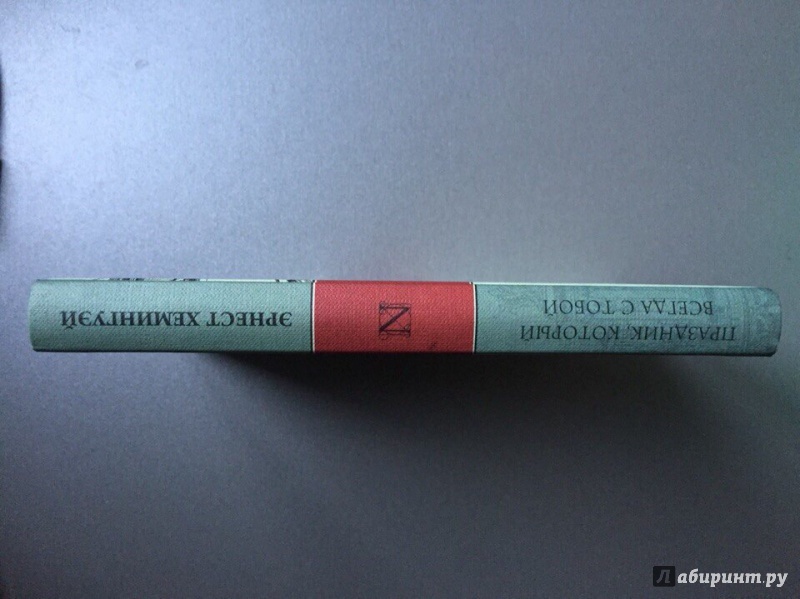 ЭРНЕСТ ХЕМИНГУЭЙ
N
ПРАЗДНИК, КОТОРЫЙ
ВСЕГДА С ТОБОЙ
Лабиринт.ру